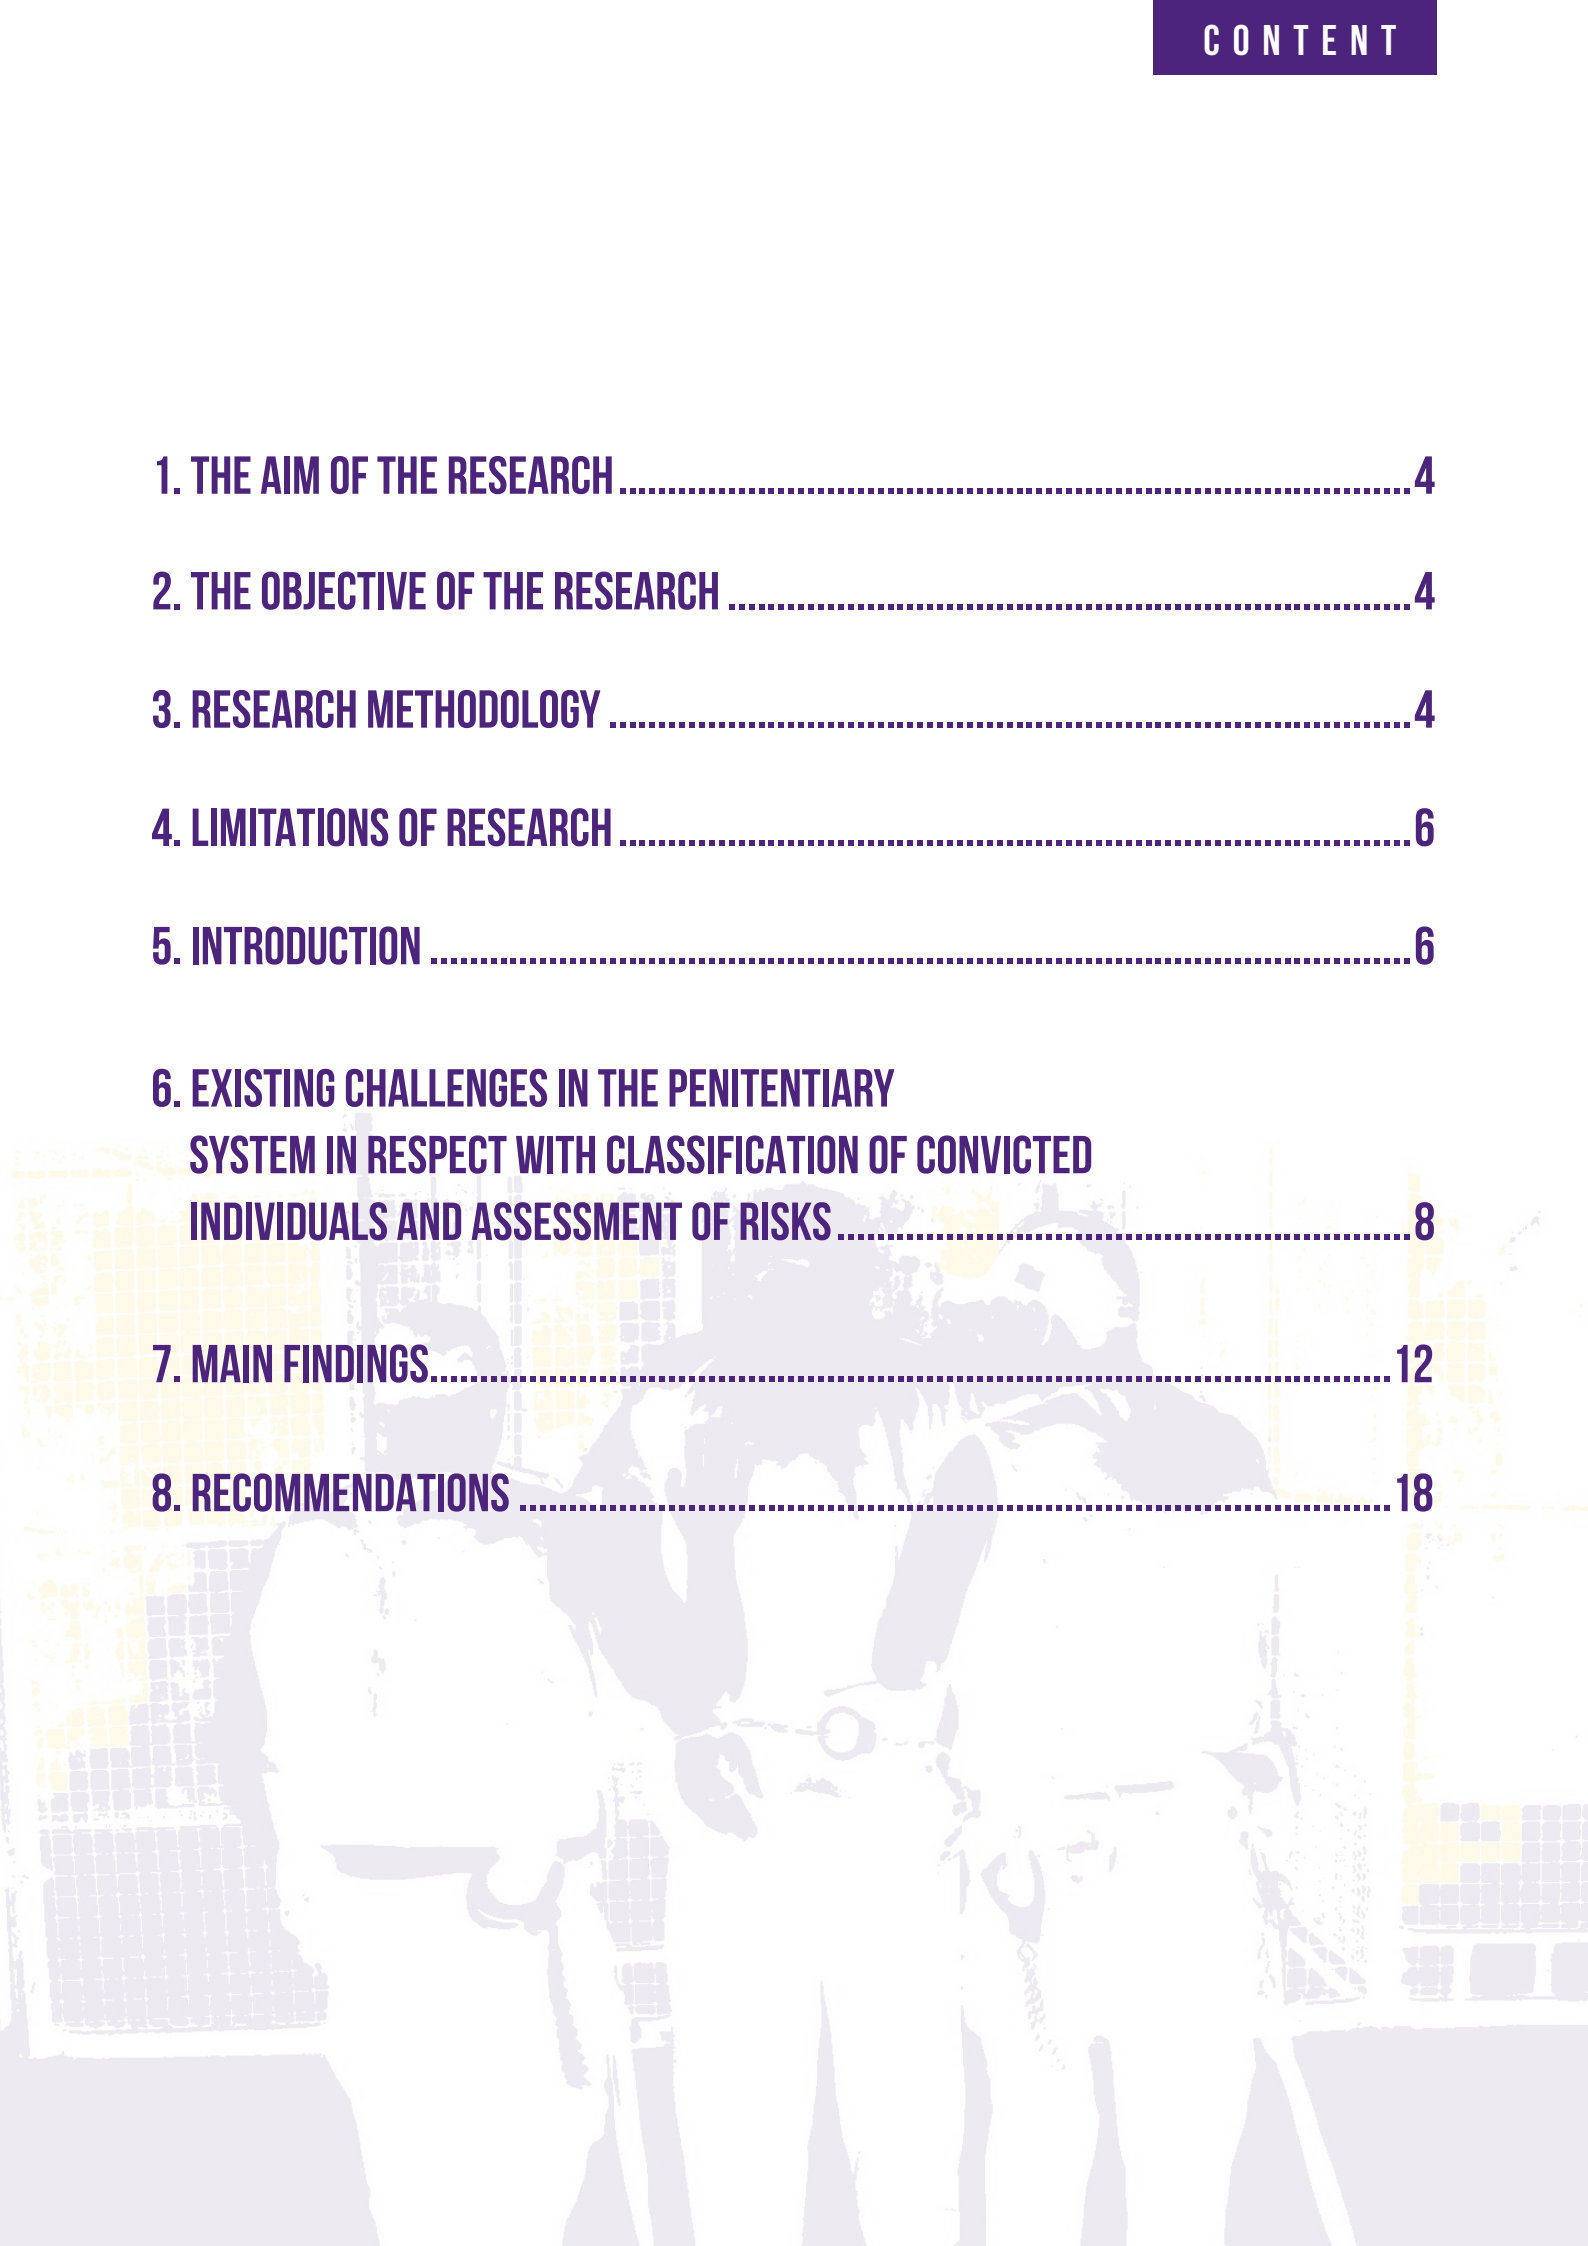 CONTENT
1. THE AIM OF THE RESEARCH................................................................................4
2. THE OBJECTIVE OF THE RESEARCH .....................................................................4
3. RESEARCH METHODOLOGY .................................................................................4
4. LIMITATIONS OF RESEARCH ................................................................................6
5. INTRODUCTION ...................................................................................................6
6. EXISTING CHALLENGES IN THE PENITENTIARY
SYSTEM IN RESPECT WITH CLASSIFICATION OF CONVICTED
INDIVIDUALS AND ASSESSMENT OF RISKS..........................................................8
7. MAIN FINDINGS................................................................................................. 12
8. RECOMMENDATIONS ........................................................................................ 18